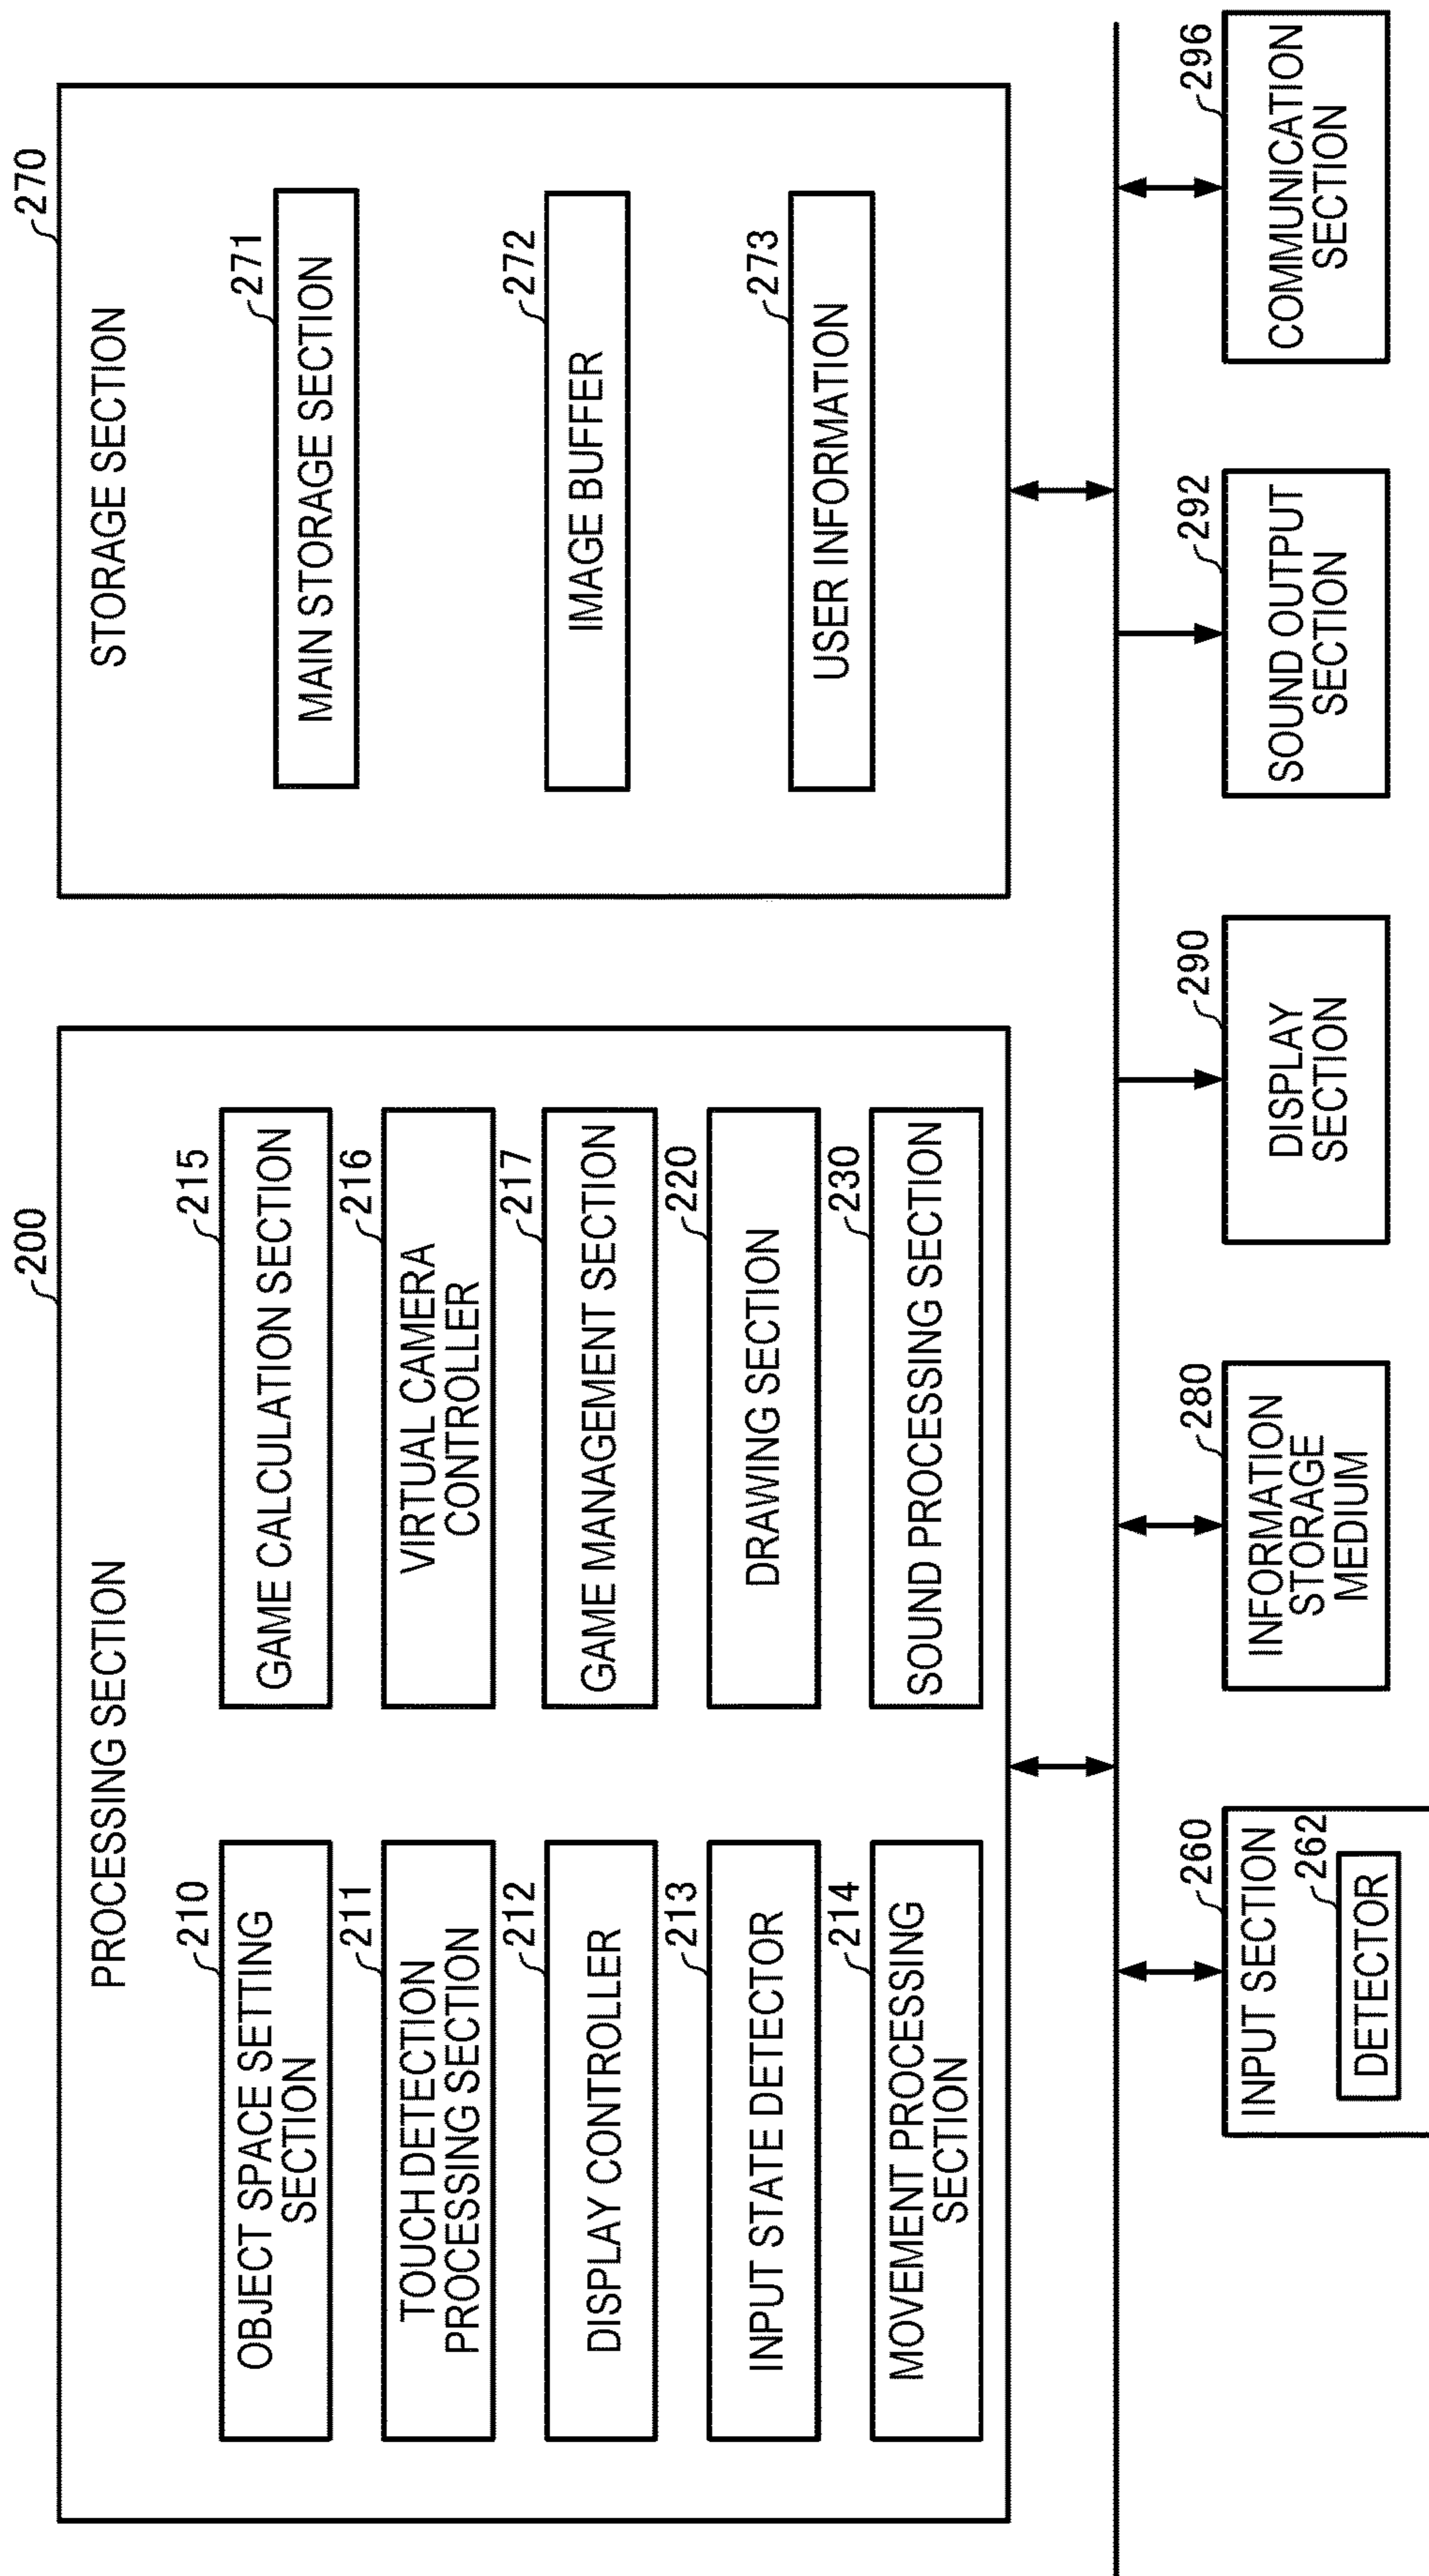 200
PROCESSING SECTION
210
OBJECT SPACE SETTING
SECTION
211
TOUCH DETECTION
PROCESSING SECTION
212
DISPLAY CONTROLLER
213
INPUT STATE DETECTOR
214
MOVEMENT PROCESSING
SECTION
215
GAME CALCULATION SECTION
216
VIRTUAL CAMERA
CONTROLLER
217
GAME MANAGEMENT SECTION
220
DRAWING SECTION
230
SOUND PROCESSING SECTION
270
STORAGE SECTION
271
MAIN STORAGE SECTION
272
IMAGE BUFFER
273
USER INFORMATION
260
INPUT SECTION
262
DETECTOR
280
INFORMATION
STORAGE
MEDIUM
290
DISPLAY
SECTION
292
SOUND OUTPUT
SECTION
296
COMMUNICATION
SECTION